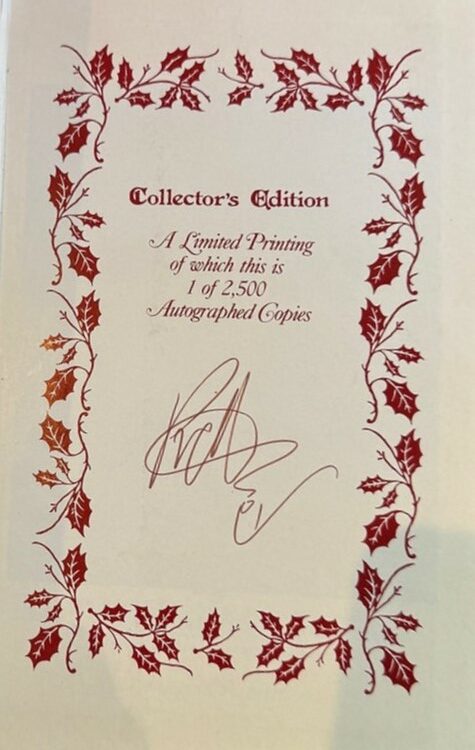 Collector's Edition
A Limited Printing
of which this is
1 of 2,500
Autographed Copies